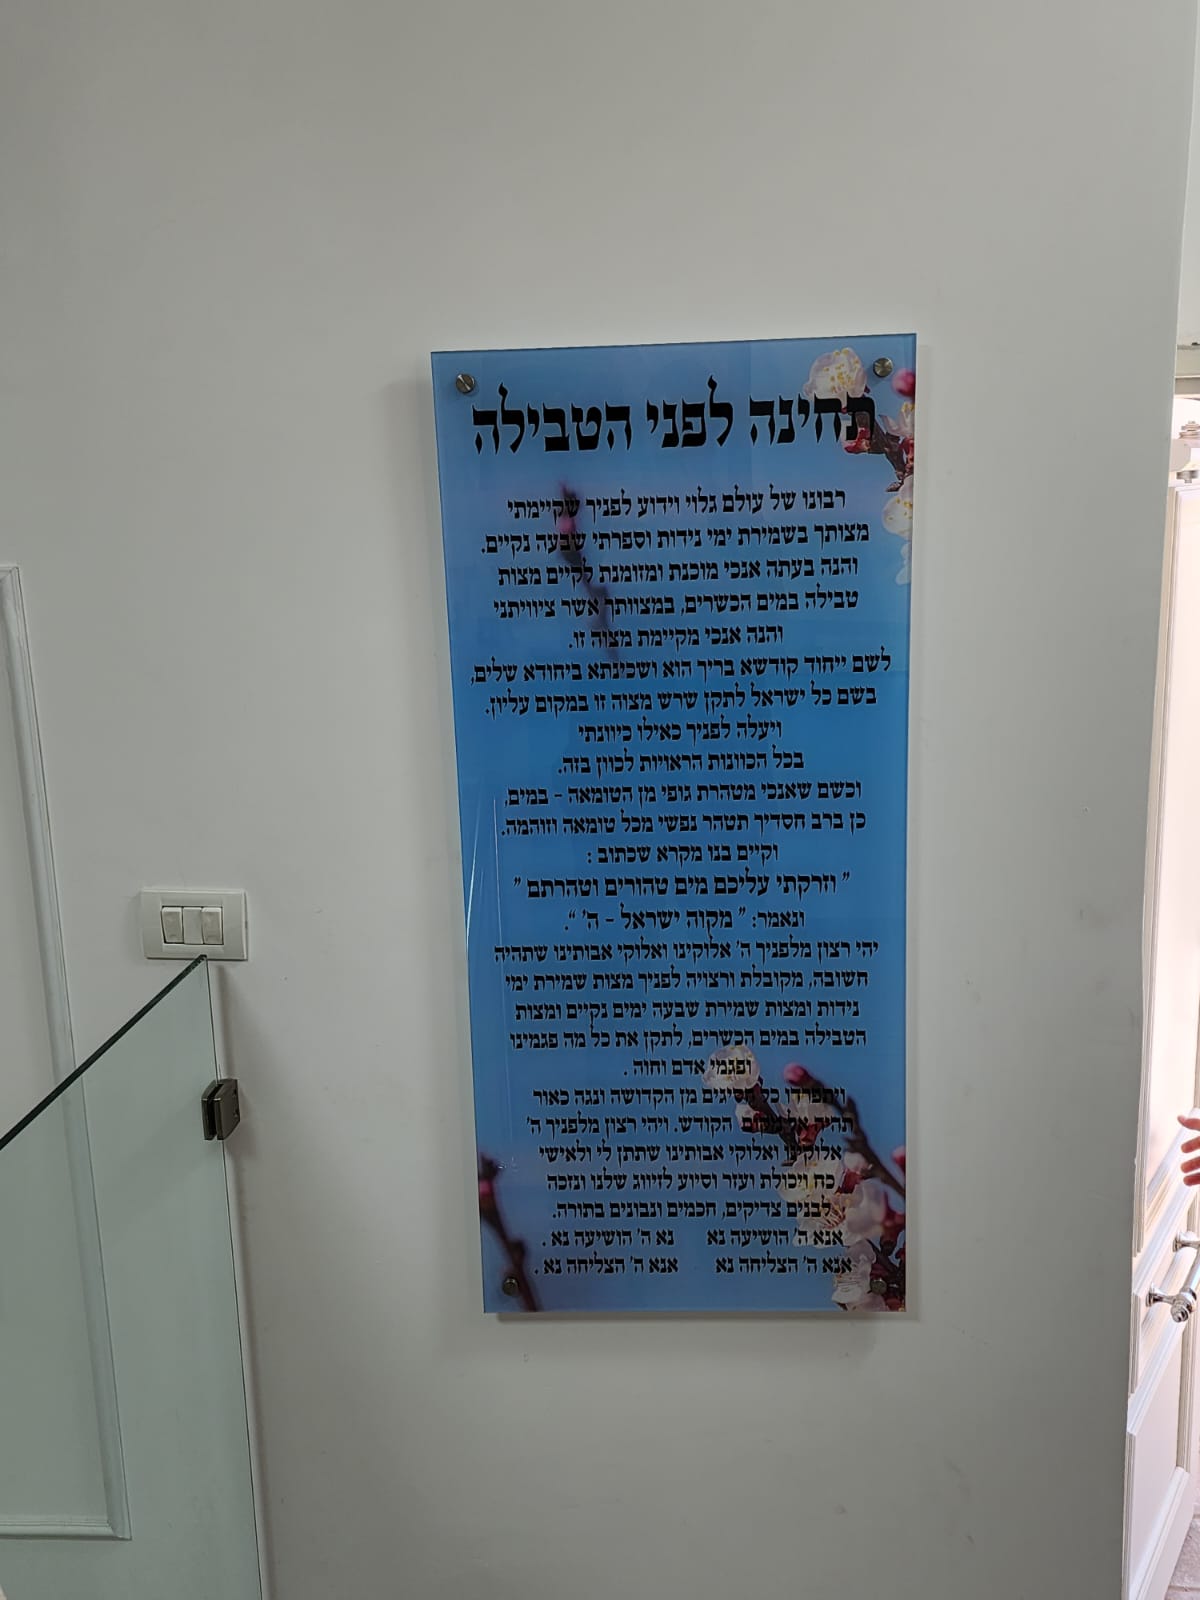 תחינה לפני הטבילה
רבונו של עולם גלוי וידוע לפניך שקיימתי
מצותך בשמירת ימי נידות וספרתי שבעה נקיים.
והנה בעתה אנכי מוכנת ומזומנת לקיים מצות
טבילה במים הכשרים, במצוותך אשר ציוויתני
והנה אנכי מקיימת מצוה זו.
לשם ייחוד קודשא בריך הוא ושכינתא ביחודא שלים,
בשם כל ישראל לתקן שרש מצוה זו במקום עליון.
ויעלה לפניך כאילו כיוונתי
בכל הכוונות הראויות לכוון בזה.
וכשם שאנכי מטהרת גופי מן הטומאה - במים,
כן ברב חסדיך תטהר נפשי מכל טומאה וזוהמה.
וקיים בנו מקרא שכתוב :
" וזרקתי עליכם מים טהורים וטהרתם "
ונאמר: " מקוה ישראל - ה' ".
יהי רצון מלפניך ה' אלוקינו ואלוקי אבותינו שתהיה
חשובה, מקובלת ורצויה לפניך מצות שמירת ימי
נידות ומצות שמירת שבעה ימים נקיים ומצות
הטבילה במים הכשרים, לתקן את כל מה פגמינו
ופגמי אדם וחוה .
ויתפרדו כל הסיגים מן הקדושה ונגה כאור
תהיה אל מקום הקודש. ויהי רצון מלפניך ה'
אלוקינו ואלוקי אבותינו שתתן לי ולאישי
כח ויכולת ועזר וסיוע לזיווג שלנו ונזכה
לבנים צדיקים, חכמים ונבונים בתורה.
אנא ה' הושיעה נא נא ה' הושיעה נא .
אנא ה' הצליחה נא אנא ה' הצליחה נא .